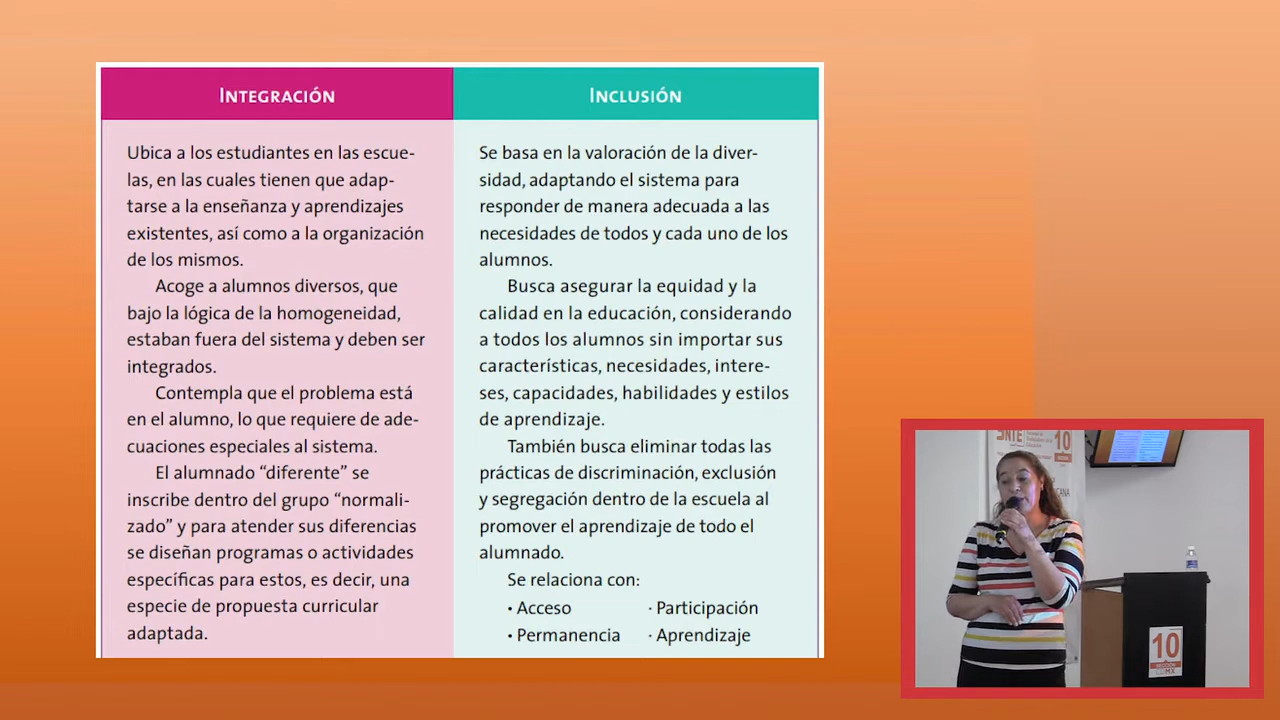 INTEGRACIÓN
Ubica a los estudiantes en las escue-
las, en las cuales tienen que adap-
tarse a la enseñanza y aprendizajes
existentes, así como a la organización
de los mismos.
Acoge a alumnos diversos, que
bajo la lógica de la homogeneidad,
estaban fuera del sistema y deben ser
integrados.
Contempla que el problema está
en el alumno, lo que requiere de ade-
cuaciones especiales al sistema.
El alumnado “diferente” se
inscribe dentro del grupo “normali-
zado” y para atender sus diferencias
se diseñan programas o actividades
específicas para estos, es decir, una
especie de propuesta curricular
adaptada.
INCLUSIÓN
Se basa en la valoración de la diver-
sidad, adaptando el sistema para
responder de manera adecuada a las
necesidades de todos y cada uno de los
alumnos.
Busca asegurar la equidad y la
calidad en la educación, considerando
a todos los alumnos sin importar sus
características, necesidades, intere-
ses, capacidades, habilidades y estilos
de aprendizaje.
También busca eliminar todas las
prácticas de discriminación, exclusión
y segregación dentro de la escuela al
promover el aprendizaje de todo el
alumnado.
Se relaciona con:
• Acceso · Participación
• Permanencia · Aprendizaje
SNTE
10
10
SECCIÓN
CDMX